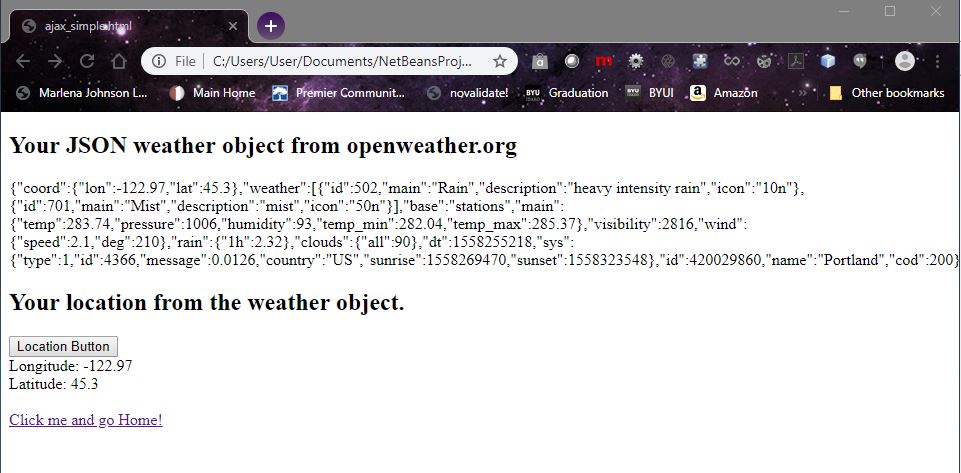 ajax_simple.html
File | C:/Users/User/Documents/NetBeansProj...
Marlena Johnson L... Main Home Premier Communit... novalidate! BYU IDAHO Graduation BYUI a Amazon » Other bookmarks
Your JSON weather object from openweather.org
{"coord":{"lon":-122.97,"lat":45.3},"weather":[{"id":502,"main":"Rain","description":"heavy intensity rain","icon":"10n"},
{"id":701,"main":"Mist","description":"mist","icon":"50n"}],"base":"stations","main":
{"temp":283.74,"pressure":1006,"humidity":93,"temp_min":282.04,"temp_max":285.37},"visibility":2816,"wind":
{"speed":2.1,"deg":210},"rain":{"1h":2.32},"clouds":{"all":90},"dt":1558255218,"sys":
{"type":1,"id":4366,"message":0.0126,"country":"US","sunrise":1558269470,"sunset":1558323548},"id":420029860,"name":"Portland","cod":200}
Your location from the weather object.
Location Button
Longitude: -122.97
Latitude: 45.3
Click me and go Home!